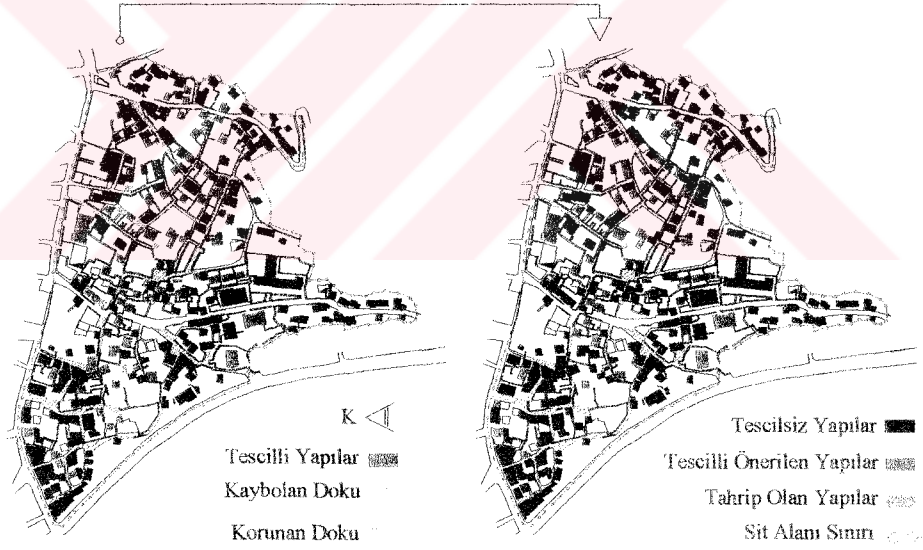 K
Tescilli Yapılar
Kaybolan Doku
Korunan Doku
Tescilsiz Yapılar
Tescilli Önerilen Yapılar
Tahrip Olan Yapılar
Sit Alanı Sınırı